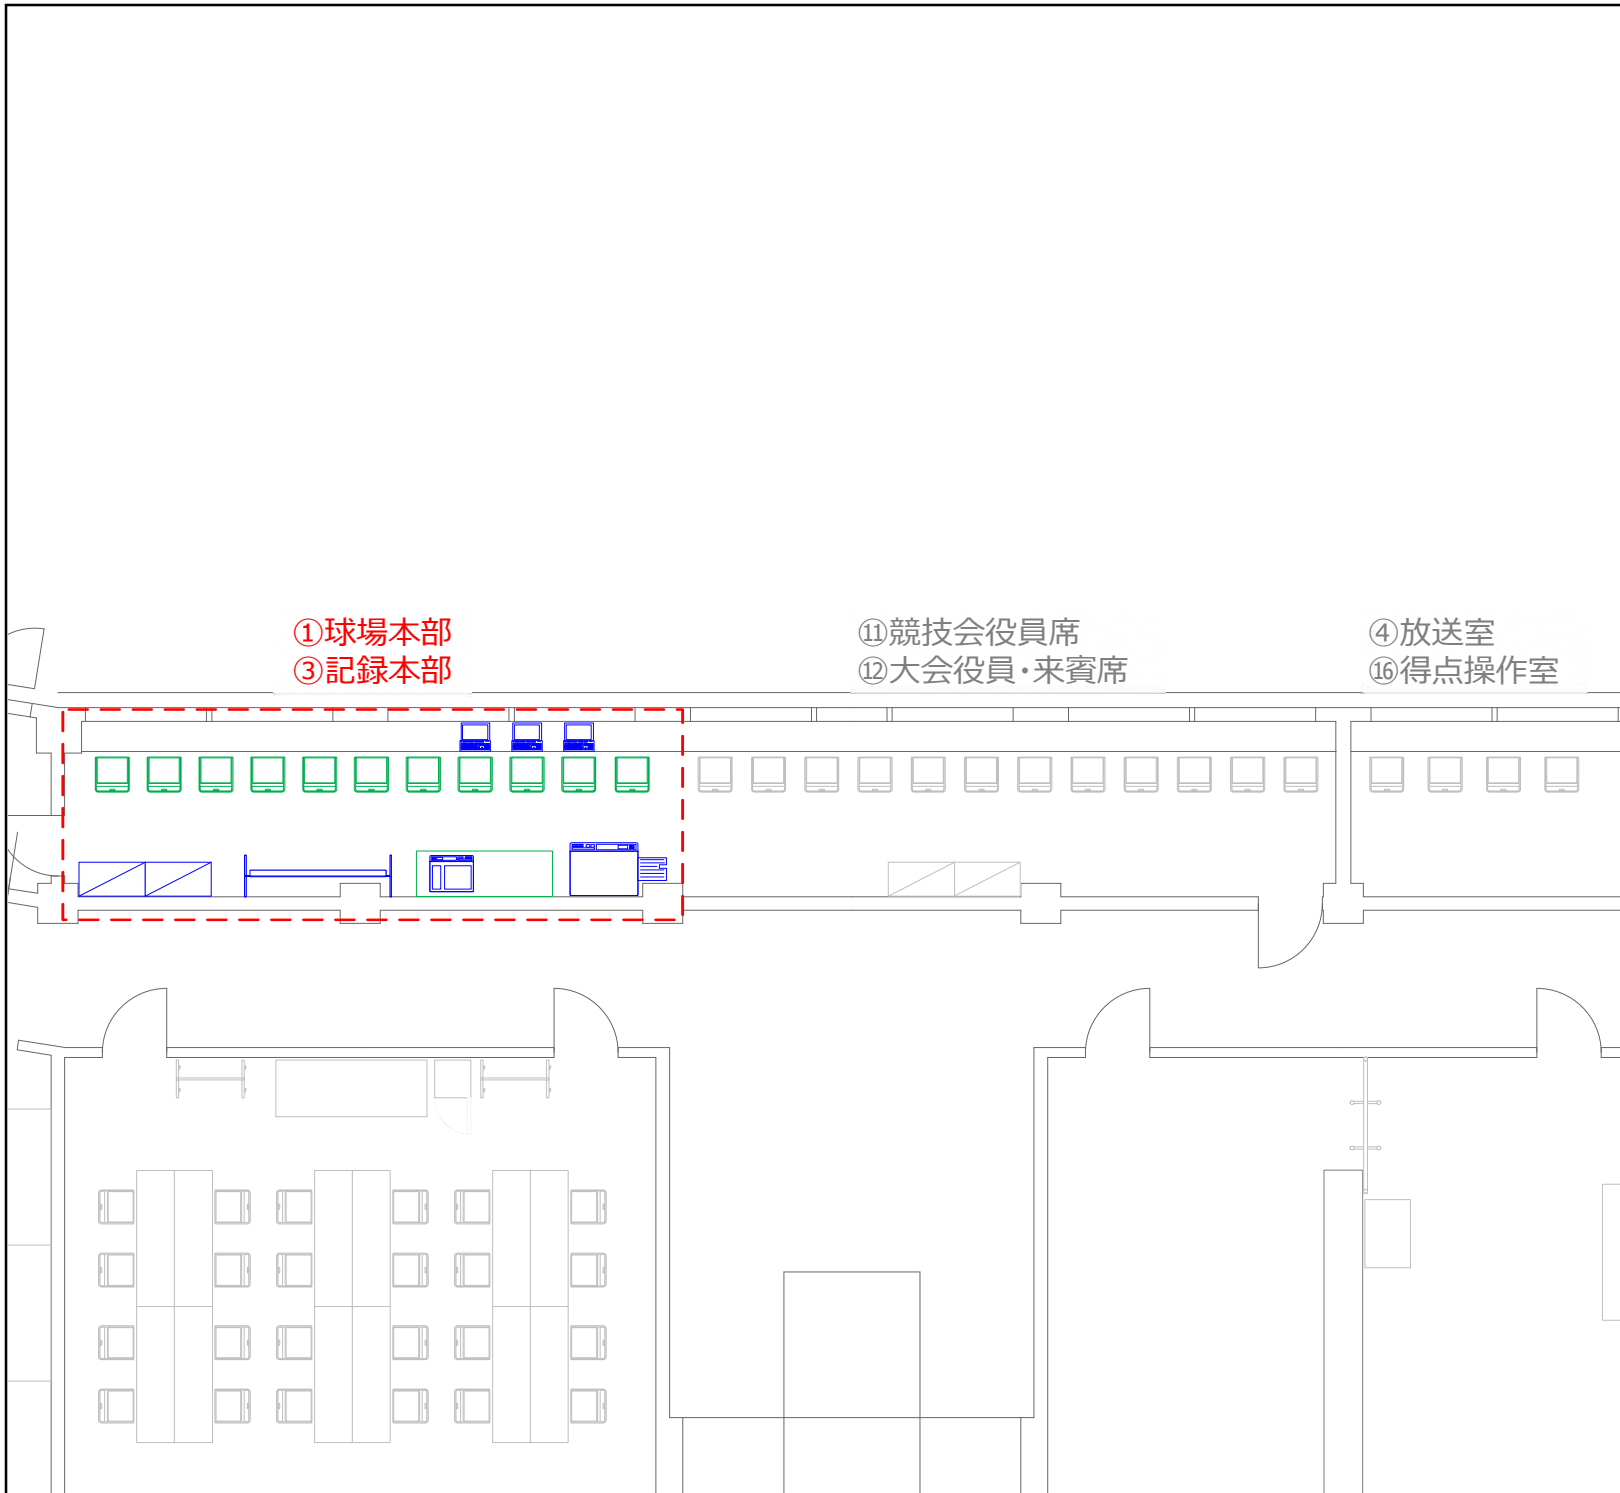 ①球場本部
③記録本部
⑪競技会役員席
⑫大会役員・来賓席
④放送室
⑯得点操作室